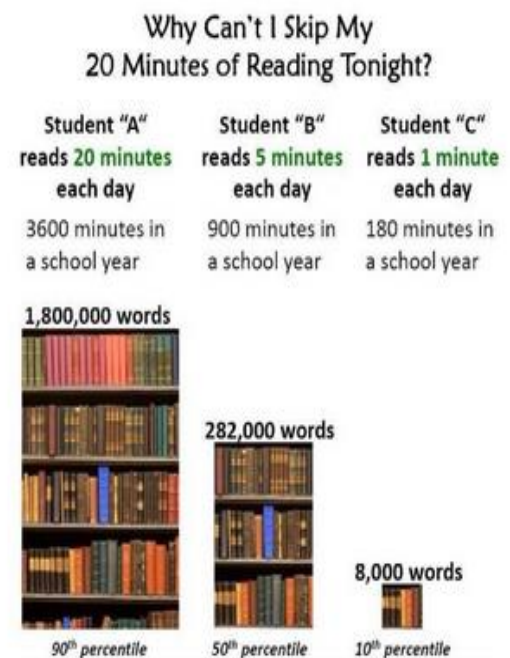 Why Can't I Skip My
20 Minutes of Reading Tonight?
Student "A"
reads 20 minutes
each day
3600 minutes in
a school year
Student "B"
reads 5 minutes
each day
900 minutes in
a school year
Student "C"
reads 1 minute
each day
180 minutes in
a school year
1,800,000 words
282,000 words
8,000 words
90th percentile
50th percentile
10th percentile